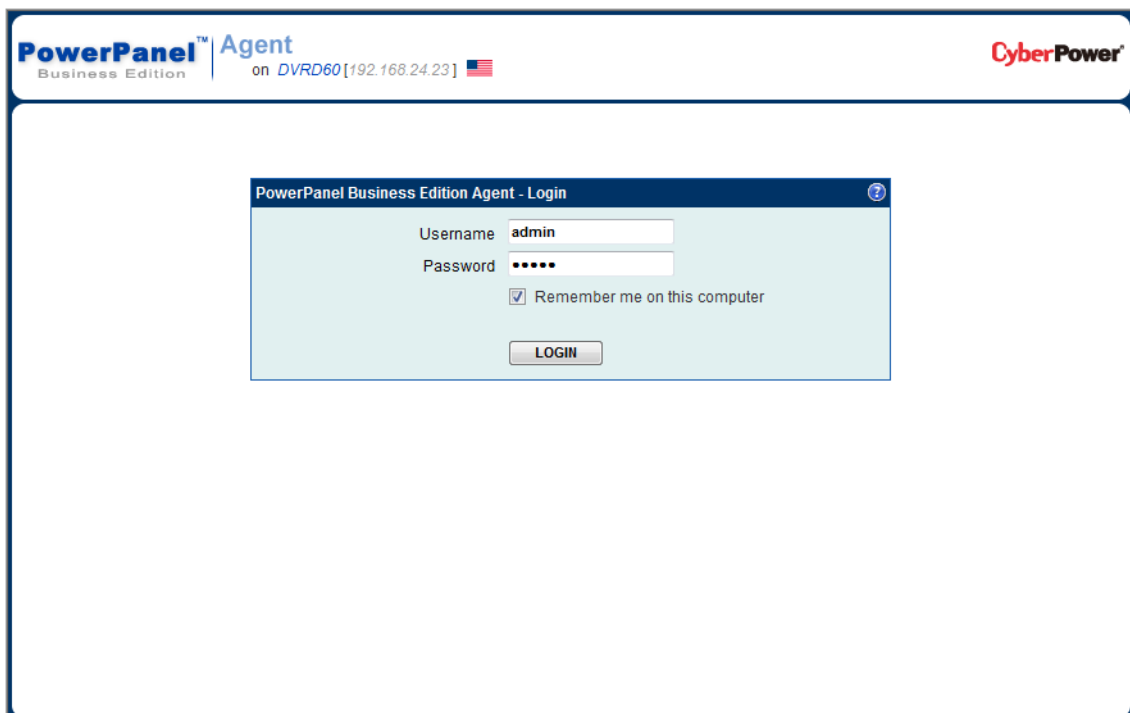 PowerPanel™ Agent
Business Edition
on DVRD60 [192.168.24.23]
CyberPower®
PowerPanel Business Edition Agent - Login
?
Username admin
Password •••••
Remember me on this computer
LOGIN